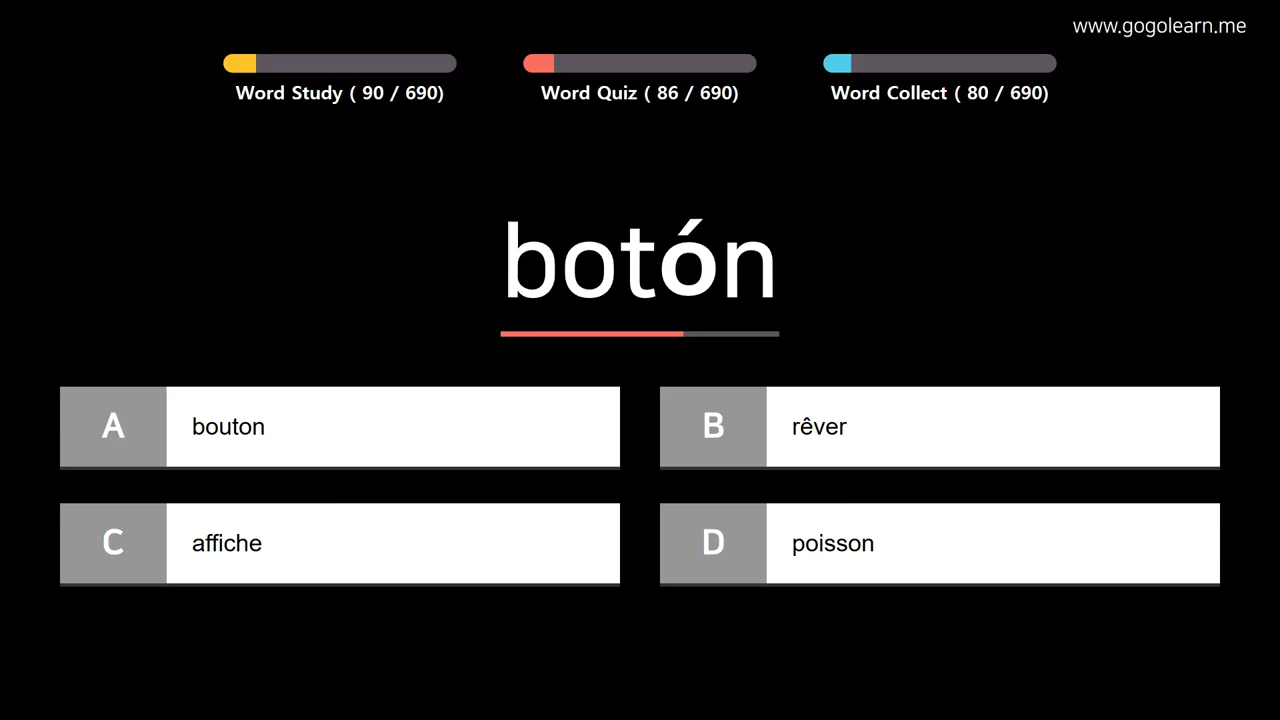 www.gogolearn.me
Word Study ( 90 / 690)
Word Quiz ( 86 / 690)
Word Collect ( 80 / 690)
botón
A bouton
B rêver
C affiche
D poisson